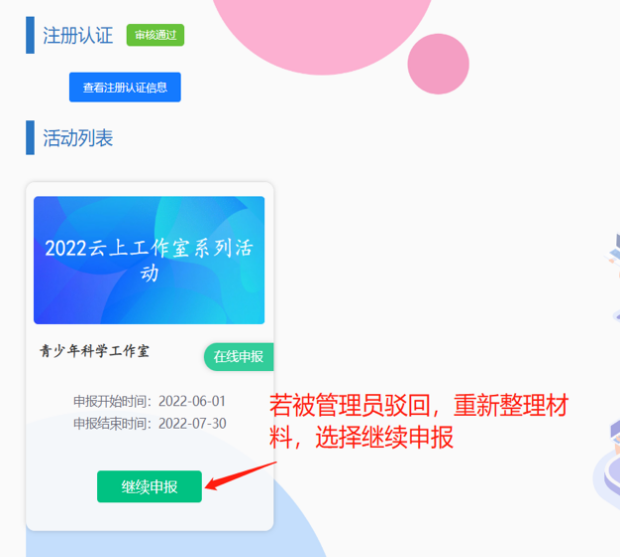 注册认证 审核通过
查看注册认证信息
活动列表
2022云上工作室系列活
动
青少年科学工作室
在线申报
申报开始时间：2022-06-01
申报结束时间：2022-07-30
若被管理员驳回，重新整理材
料，选择继续申报
继续申报